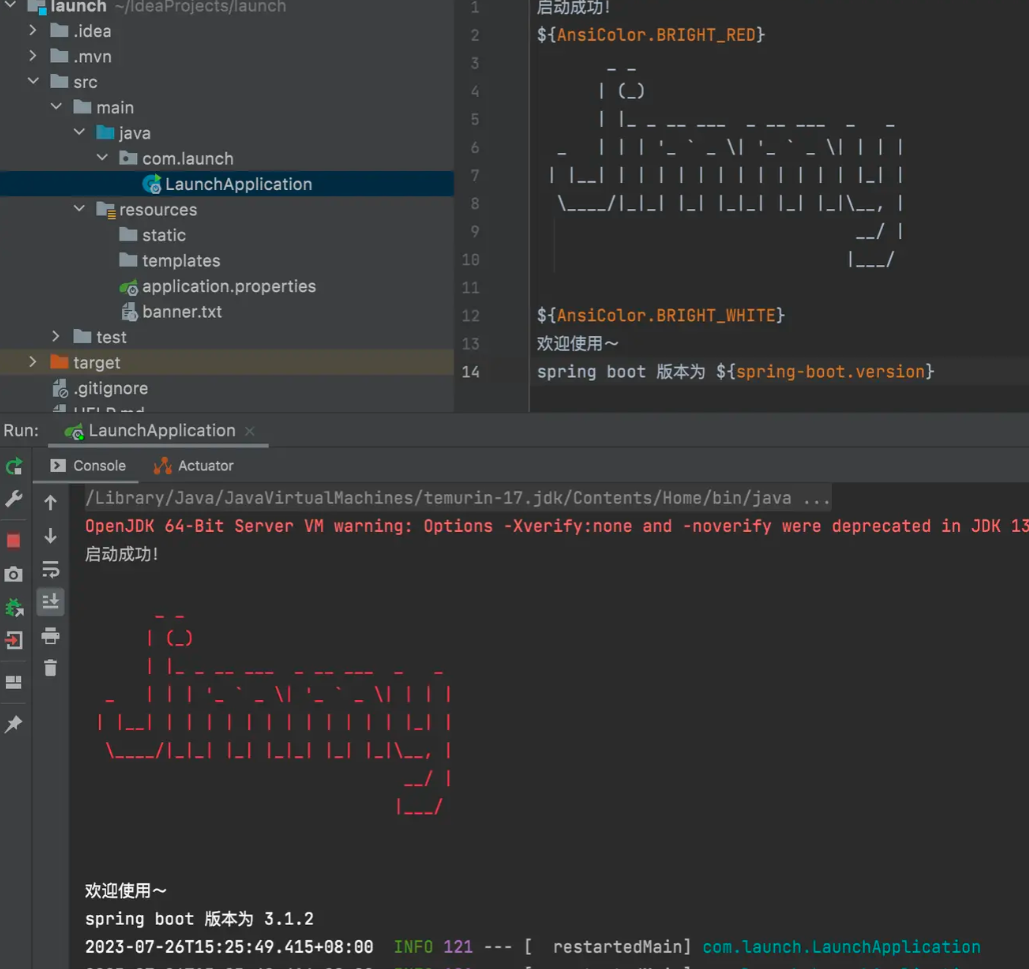 launch ~/IdeaProjects/launch
.idea
.mvn
src
main
java
com.launch
LaunchApplication
resources
static
templates
application.properties
banner.txt
test
target
.gitignore
HELP.md
1 启动成功!
2 ${AnsiColor.BRIGHT_RED}
3         _ _
4        | (_)
5        | |_ _ __ ___  _ __ ___  _   _
6    _   | | | '_ ` _ \| '_ ` _ \| | | |
7   | |__| | | | | | | | | | | | | |_| |
8    \____/|_|_| |_| |_|_| |_| |_|\__, |
9                                  __/ |
10                                |___/
11
12 ${AnsiColor.BRIGHT_WHITE}
13 欢迎使用～
14 spring boot 版本为 ${spring-boot.version}
Run: LaunchApplication ×
Console Actuator
/Library/Java/JavaVirtualMachines/temurin-17.jdk/Contents/Home/bin/java ...
OpenJDK 64-Bit Server VM warning: Options -Xverify:none and -noverify were deprecated in JDK 13
启动成功!
       _ _
      | (_)
      | |_ _ __ ___  _ __ ___  _   _
  _   | | | '_ ` _ \| '_ ` _ \| | | |
 | |__| | | | | | | | | | | | | |_| |
  \____/|_|_| |_| |_|_| |_| |_|\__, |
                                __/ |
                               |___/
欢迎使用～
spring boot 版本为 3.1.2
2023-07-26T15:25:49.415+08:00  INFO 121 --- [  restartedMain] com.launch.LaunchApplication